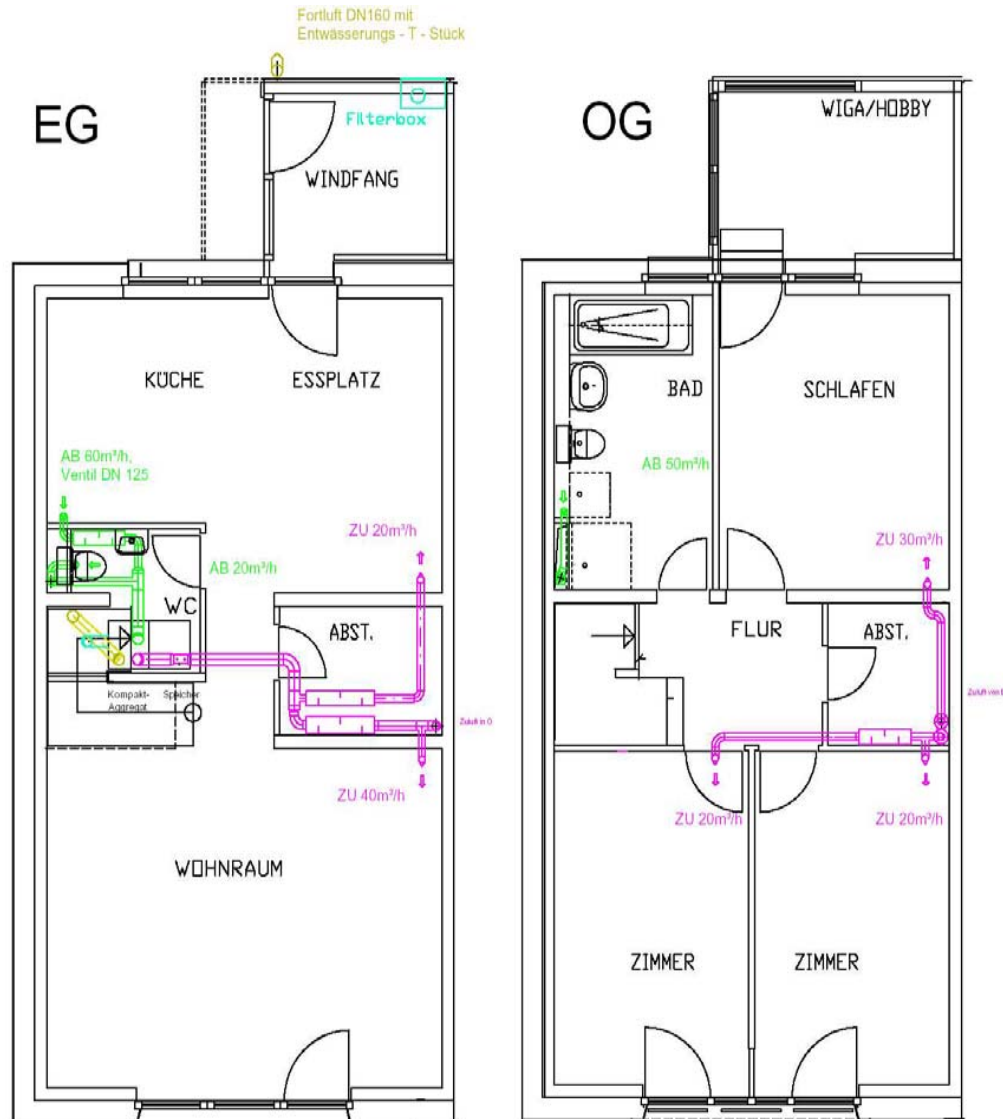 Fortluft DN160 mit
Entwässerungs - T - Stück
EG
Filterbox
WINDFANG
KÜCHE
ESSPLATZ
AB 60m³/h,
Ventil DN 125
ZU 20m³/h
AB 20m³/h
WC
ABST.
Kompakt-
Aggregat
Speicher
ZU 40m³/h
WOHNRAUM
OG
WIGA/HOBBY
BAD
SCHLAFEN
AB 50m³/h
ZU 30m³/h
FLUR
ABST.
ZU 20m³/h
ZU 20m³/h
ZIMMER
ZIMMER